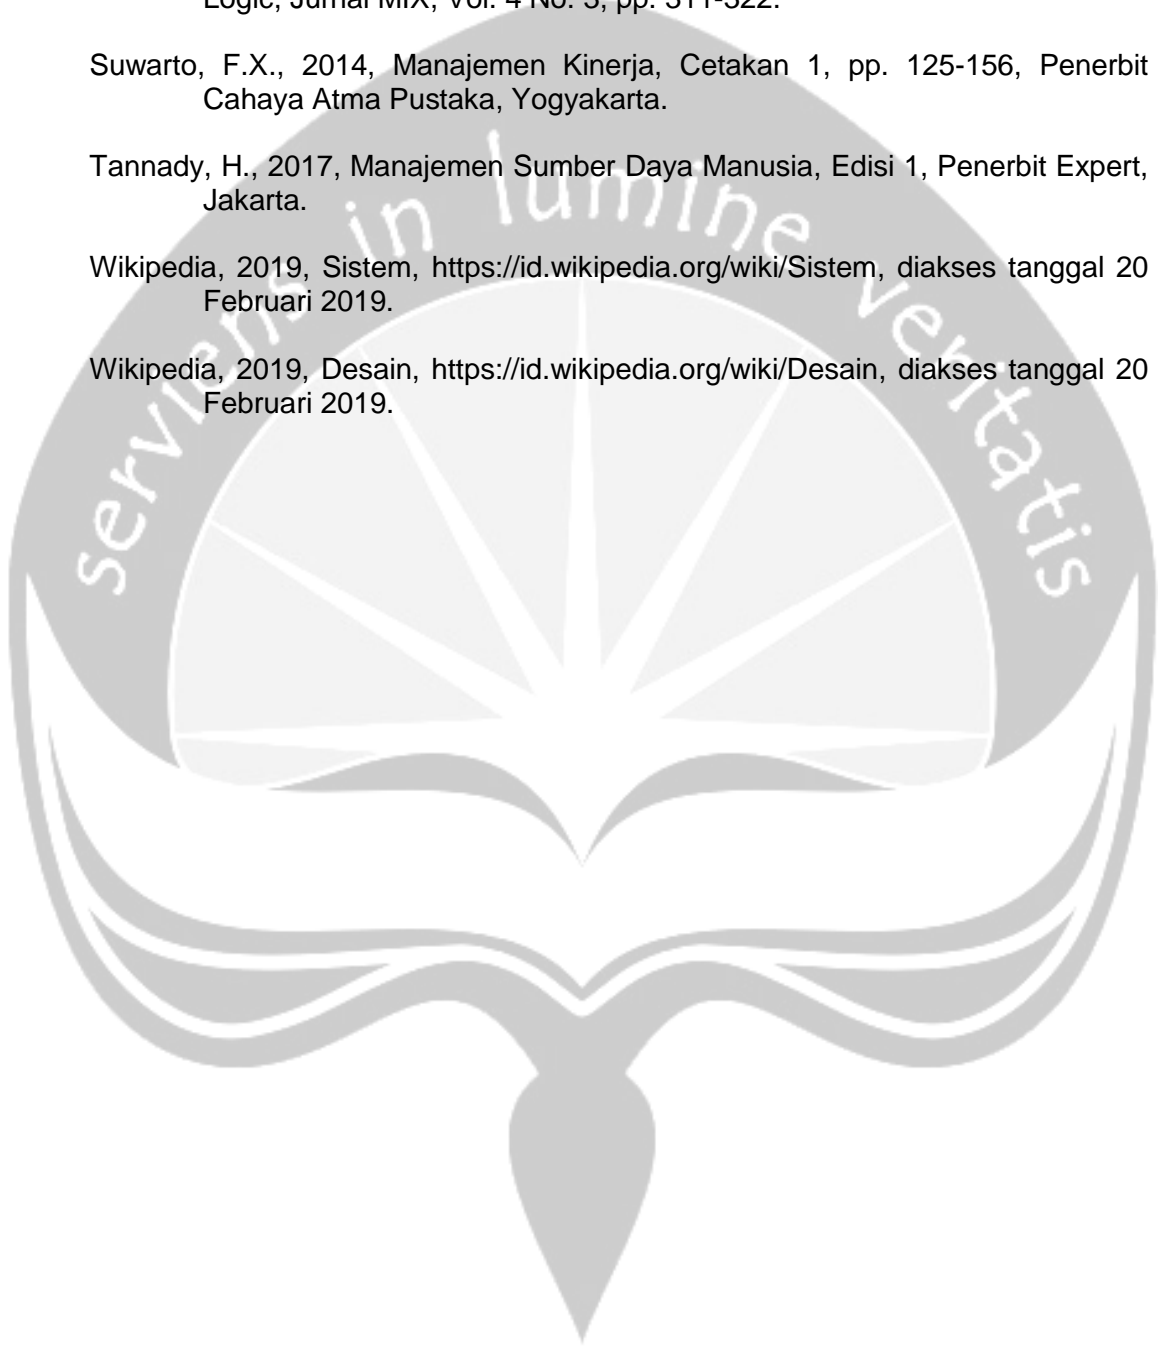 Logic, Jurnal MIX, Vol. 4 No. 3, pp. 311-322.
Suwarto, F.X., 2014, Manajemen Kinerja, Cetakan 1, pp. 125-156, Penerbit
Cahaya Atma Pustaka, Yogyakarta.
Tannady, H., 2017, Manajemen Sumber Daya Manusia, Edisi 1, Penerbit Expert,
Jakarta.
Wikipedia, 2019, Sistem, https://id.wikipedia.org/wiki/Sistem, diakses tanggal 20
Februari 2019.
Wikipedia, 2019, Desain, https://id.wikipedia.org/wiki/Desain, diakses tanggal 20
Februari 2019.
serviens in lumine veritatis